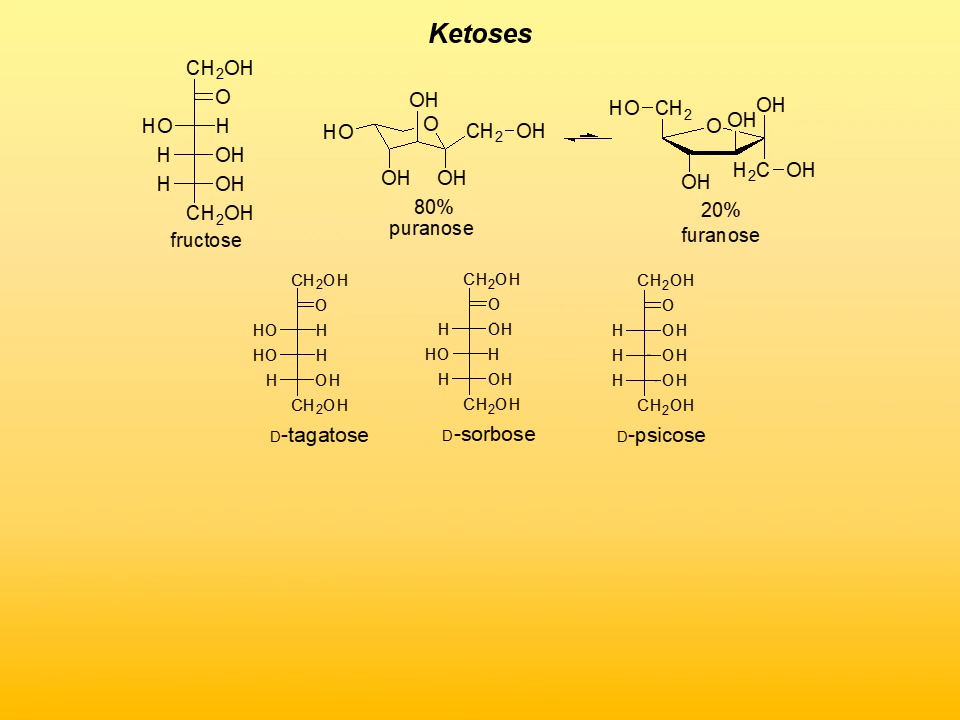 Ketoses
CH2OH
O
HO H
H OH
H OH
CH2OH
fructose
OH
HO O CH2-OH
OH OH
80%
puranose
HO-CH2 OH
O OH
OH H2C-OH
20%
furanose
CH2OH
O
HO H
HO H
H OH
CH2OH
D-tagatose
CH2OH
O
H OH
HO H
H OH
CH2OH
D-sorbose
CH2OH
O
H OH
H OH
H OH
CH2OH
D-psicose